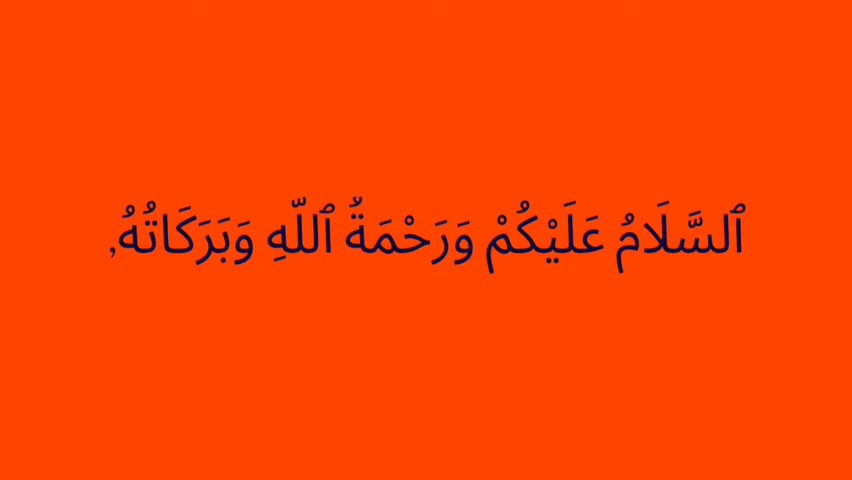 ٱلسَّلَامُ عَلَيْكُمْ وَرَحْمَةُ ٱللّٰهِ وَبَرَكَاتُهُ,